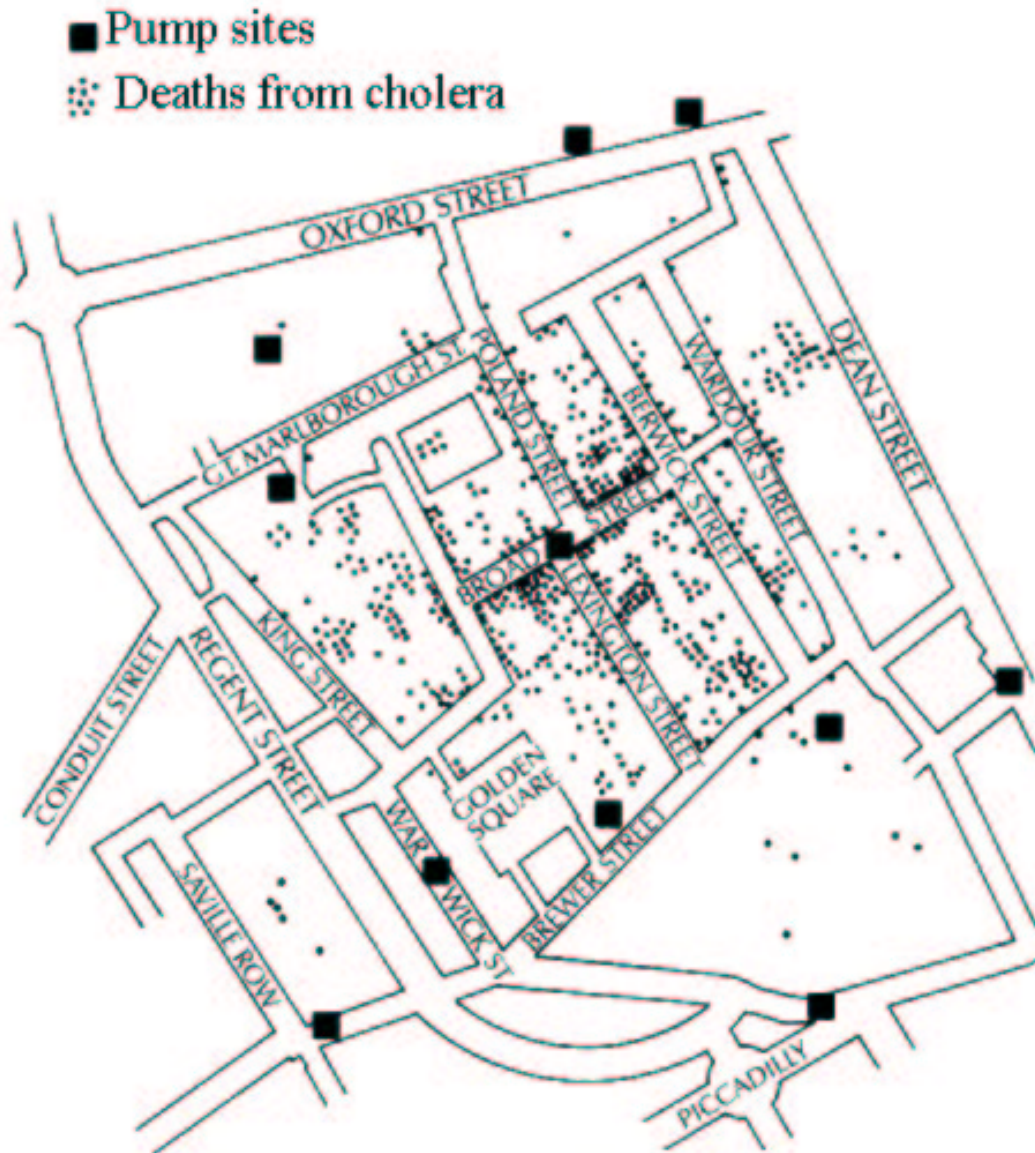 Pump sites
Deaths from cholera
OXFORD STREET
GT. MARLBOROUGH ST.
POLAND STREET
BERWICK STREET
WARDOUR STREET
DEAN STREET
BROAD STREET
LEXINGTON STREET
KING STREET
REGENT STREET
CONDUIT STREET
GOLDEN
SQUARE
WARWICK ST
BREWER STREET
SAVILLE ROW
PICCADILLY